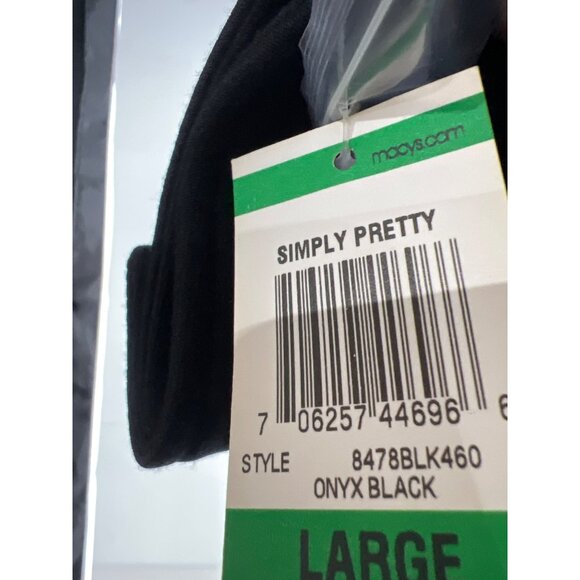 macys.com
SIMPLY PRETTY
7 06257 44696 6
STYLE 8478BLK460
ONYX BLACK
LARGE